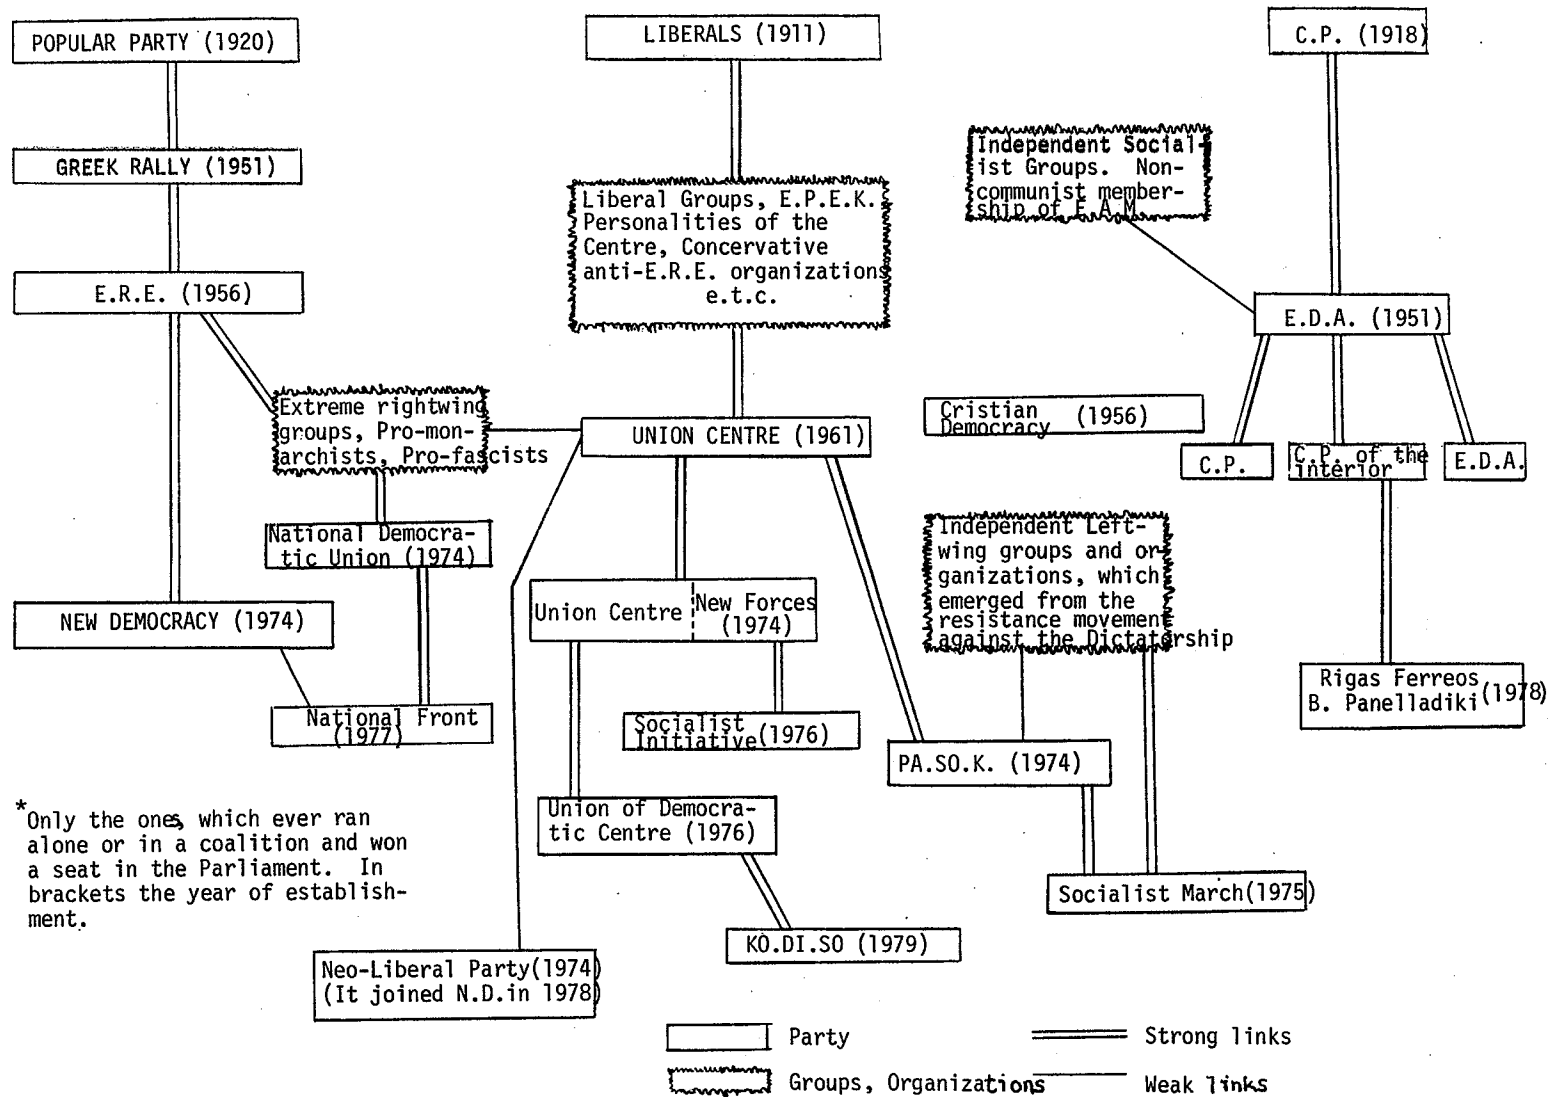 POPULAR PARTY (1920)
LIBERALS (1911)
C.P. (1918)
GREEK RALLY (1951)
Independent Social-
ist Groups. Non-
communist member-
ship of E.A.M.
Liberal Groups, E.P.E.K.
Personalities of the
Centre, Concervative
anti-E.R.E. organizations
e.t.c.
E.R.E. (1956)
E.D.A. (1951)
Extreme rightwing
groups, Pro-mon-
archists, Pro-fascists
UNION CENTRE (1961)
Cristian
Democracy (1956)
C.P.
C.P. of the
interior
E.D.A.
National Democra-
tic Union (1974)
Independent Left-
wing groups and or-
ganizations, which
emerged from the
resistance movement
against the Dictatorship
NEW DEMOCRACY (1974)
Union Centre
New Forces
(1974)
Rigas Ferreos
B. Panelladiki (1978)
National Front
(1977)
Socialist
Initiative (1976)
PA.SO.K. (1974)
*Only the ones, which ever ran
alone or in a coalition and won
a seat in the Parliament. In
brackets the year of establish-
ment.
Union of Democra-
tic Centre (1976)
Socialist March(1975)
KO.DI.SO (1979)
Neo-Liberal Party(1974)
(It joined N.D.in 1978)
Party
Strong links
Groups, Organizations
Weak links